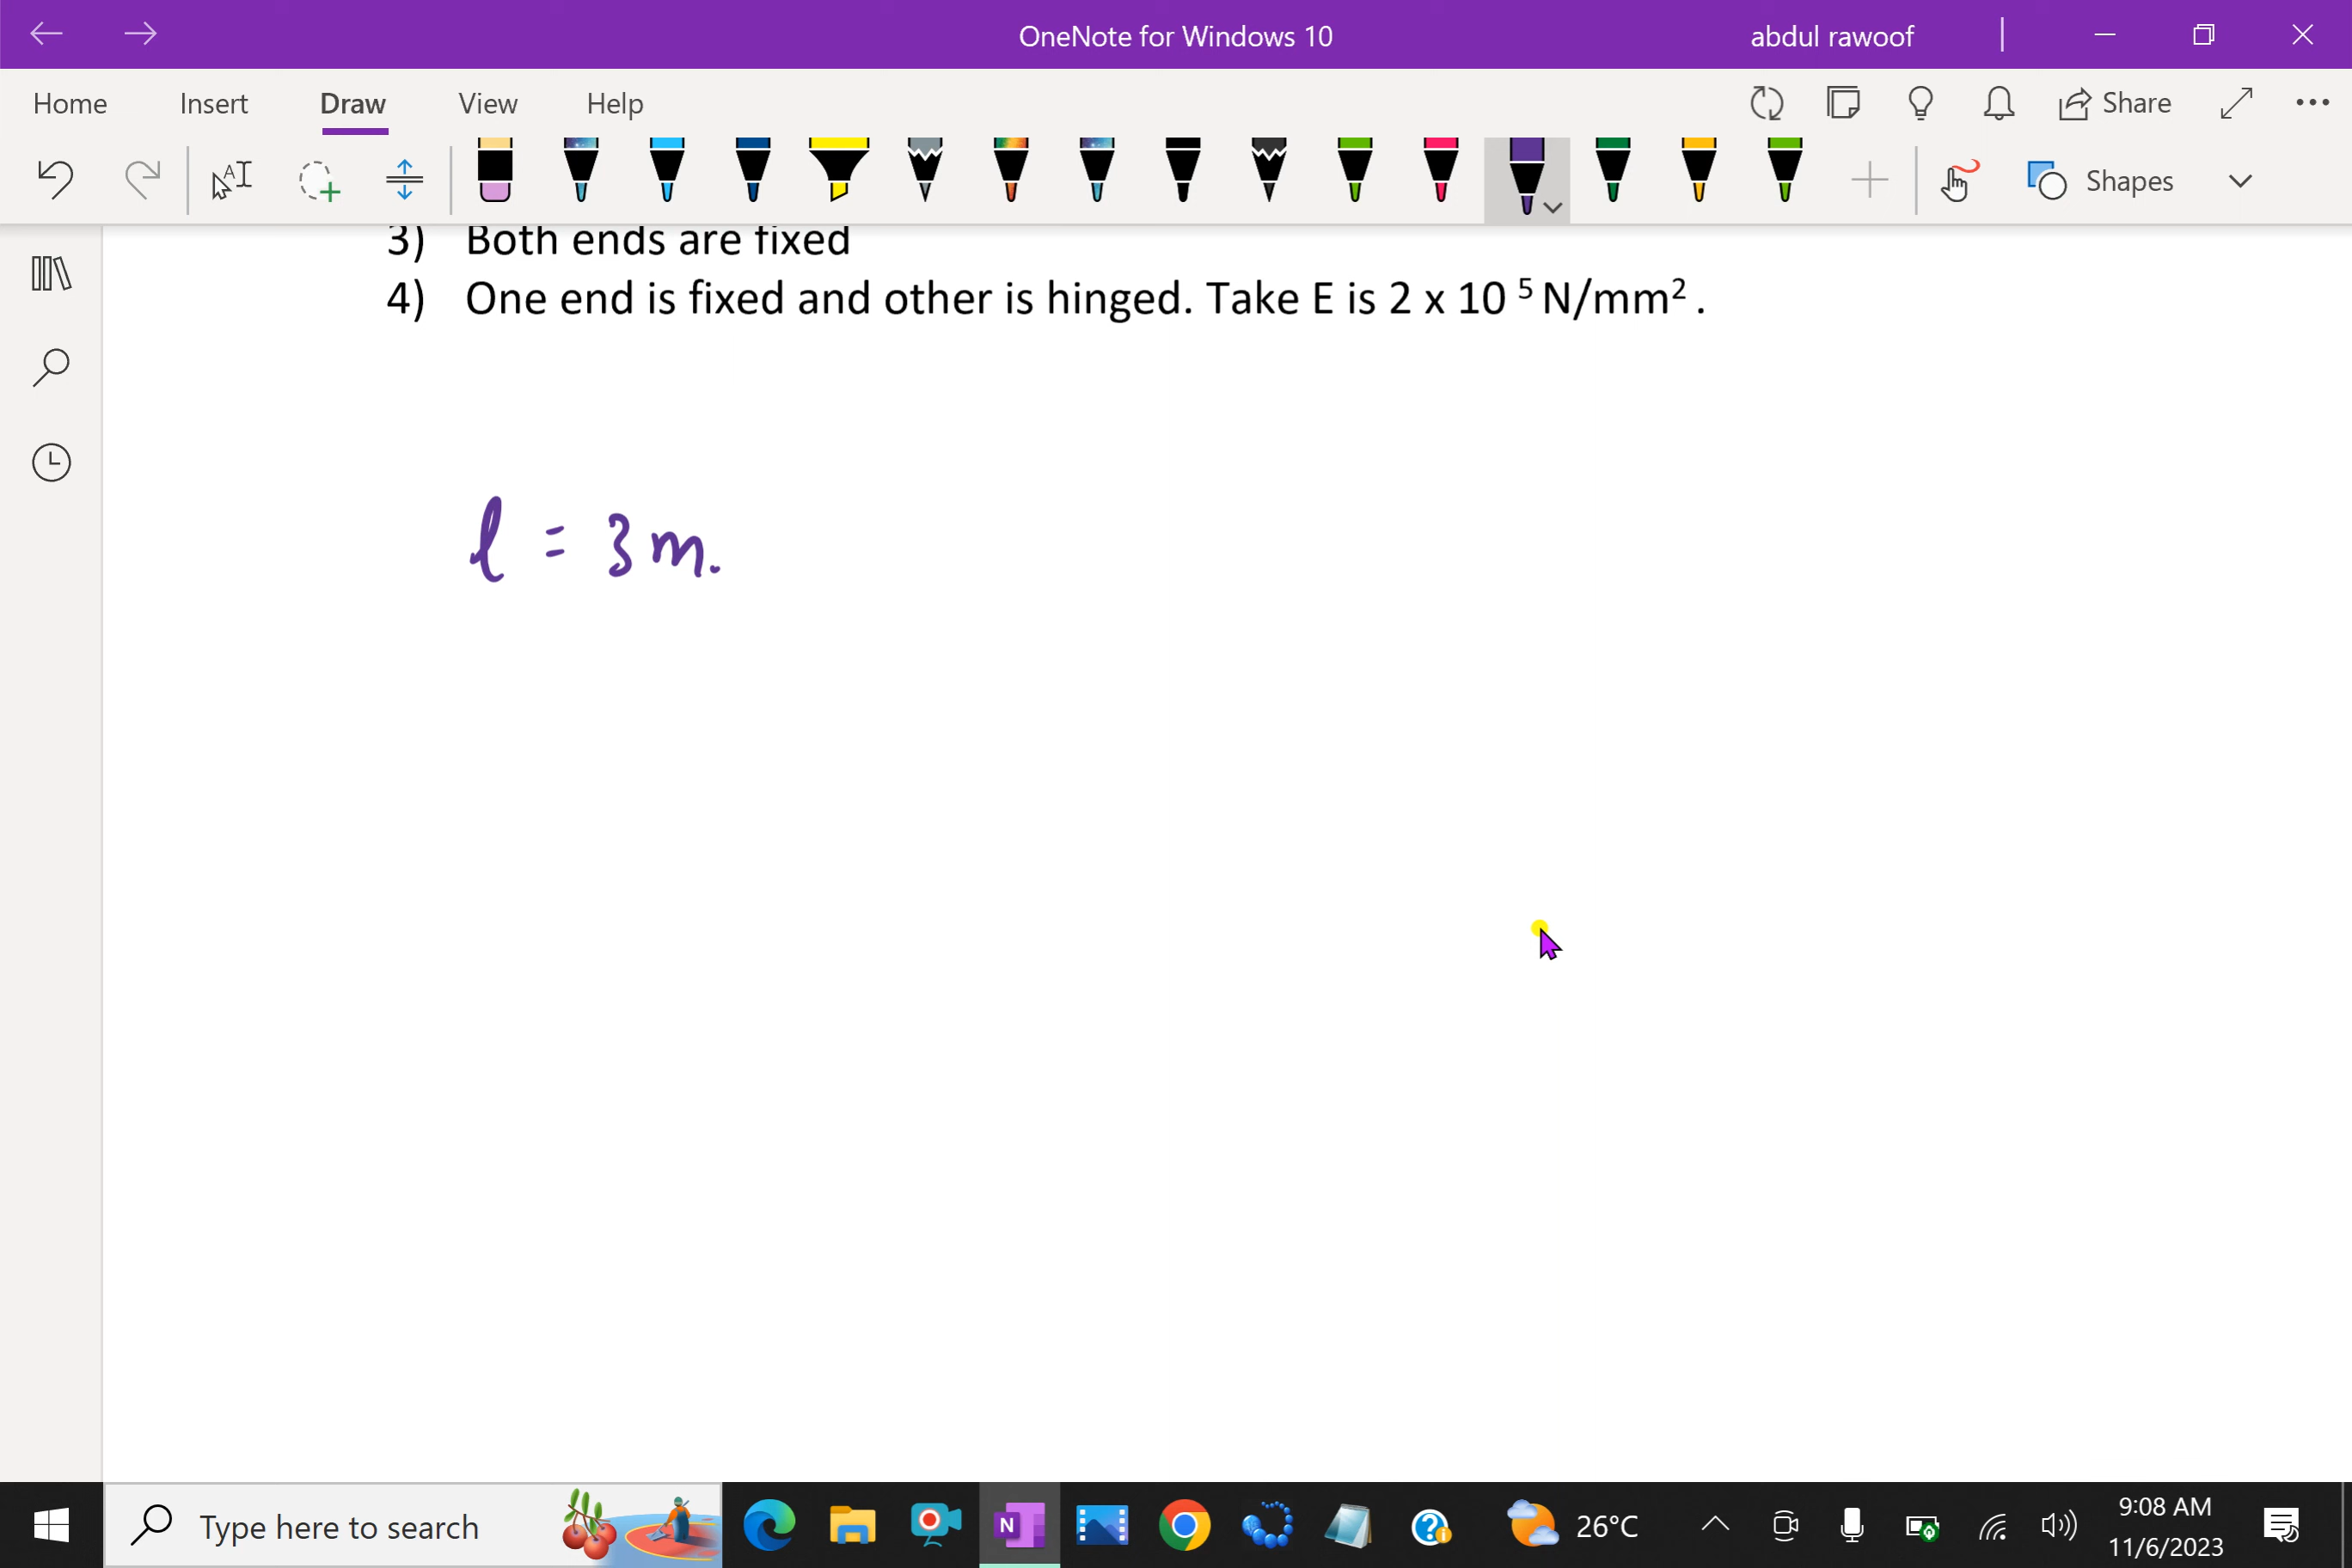 OneNote for Windows 10
abdul rawoof
Home Insert Draw View Help
Share
Shapes
3) Both ends are fixed
4) One end is fixed and other is hinged. Take E is 2 x 10 ⁵ N/mm² .
l = 3 m.
Type here to search
26°C
9:08 AM
11/6/2023